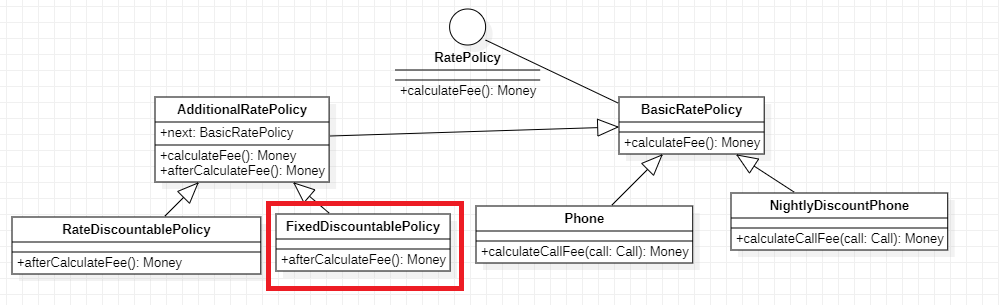 RatePolicy
+calculateFee(): Money
AdditionalRatePolicy
+next: BasicRatePolicy
+calculateFee(): Money
+afterCalculateFee(): Money
BasicRatePolicy
+calculateFee(): Money
RateDiscountablePolicy
+afterCalculateFee(): Money
FixedDiscountablePolicy
+afterCalculateFee(): Money
Phone
+calculateCallFee(call: Call): Money
NightlyDiscountPhone
+calculateCallFee(call: Call): Money